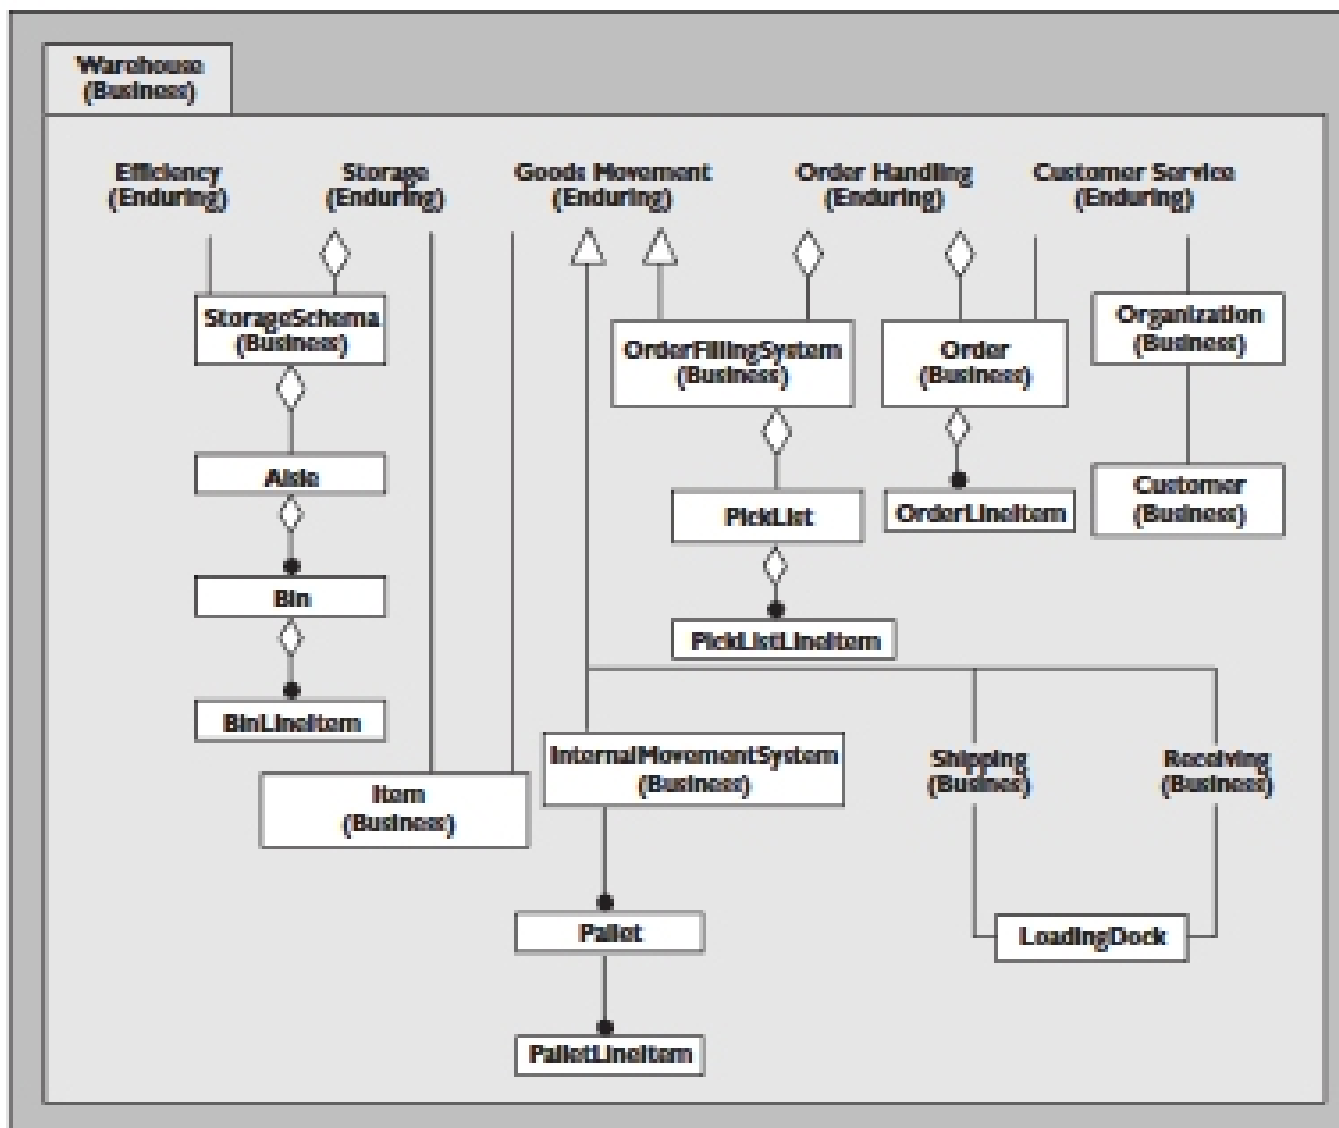 Warehouse
(Business)
Efficiency
(Enduring)
Storage
(Enduring)
Goods Movement
(Enduring)
Order Handling
(Enduring)
Customer Service
(Enduring)
StorageSchema
(Business)
OrderFillingSystem
(Business)
Order
(Business)
Organization
(Business)
Aisle
PickList
OrderLineItem
Customer
(Business)
Bin
PickListLineItem
BinLineItem
InternalMovementSystem
(Business)
Shipping
(Busines)
Receiving
(Business)
Item
(Business)
Pallet
LoadingDock
PalletLineItem